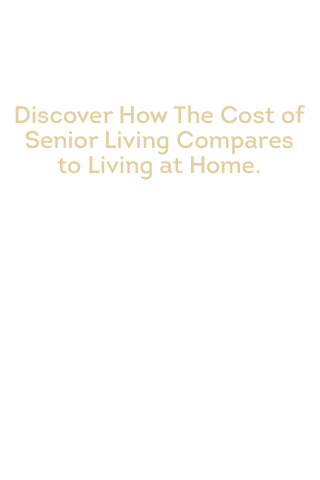 Discover How The Cost of
Senior Living Compares
to Living at Home.